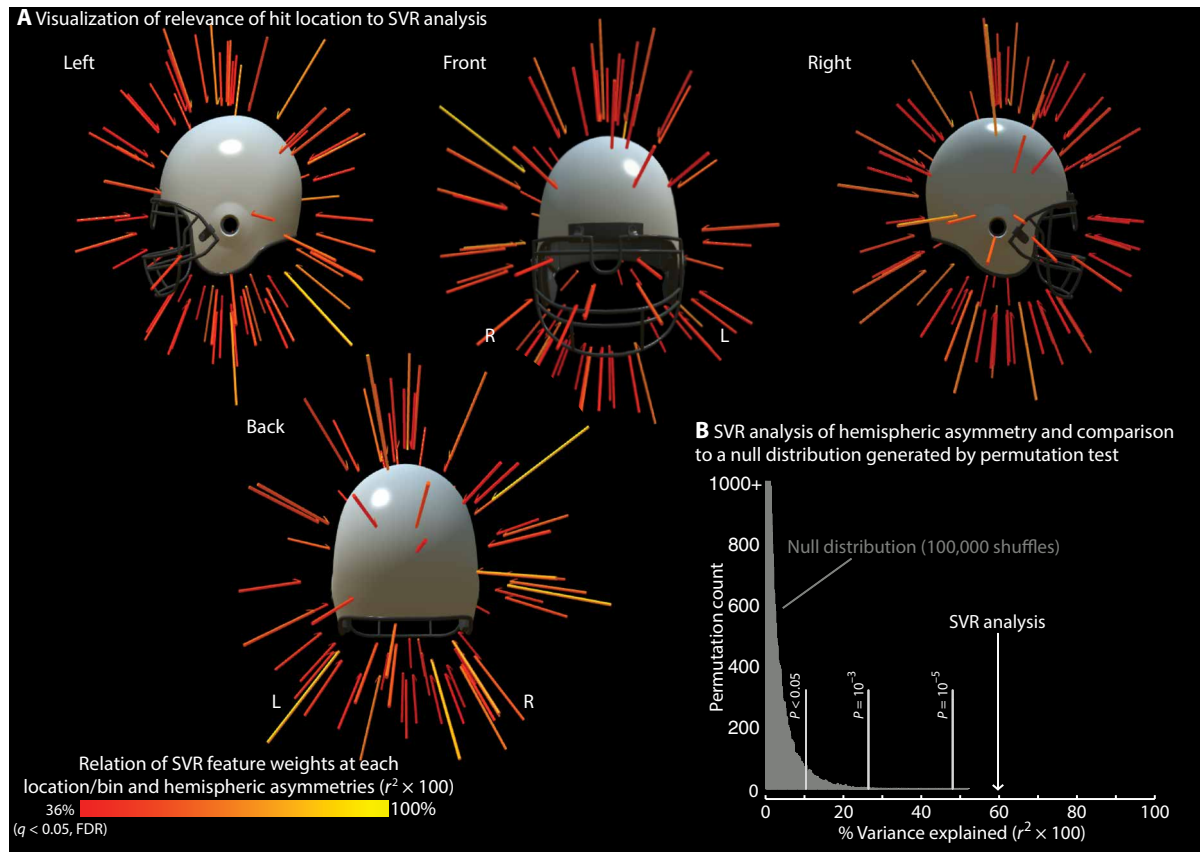 A Visualization of relevance of hit location to SVR analysis
Left
Front
Right
R
L
Back
L
R
Relation of SVR feature weights at each
location/bin and hemispheric asymmetries (r² × 100)
36%
100%
(q < 0.05, FDR)
B SVR analysis of hemispheric asymmetry and comparison
to a null distribution generated by permutation test
1000+
800
600
400
200
0
Permutation count
Null distribution (100,000 shuffles)
SVR analysis
P < 0.05
P = 10⁻³
P = 10⁻⁵
0
20
40
60
80
100
% Variance explained (r² × 100)